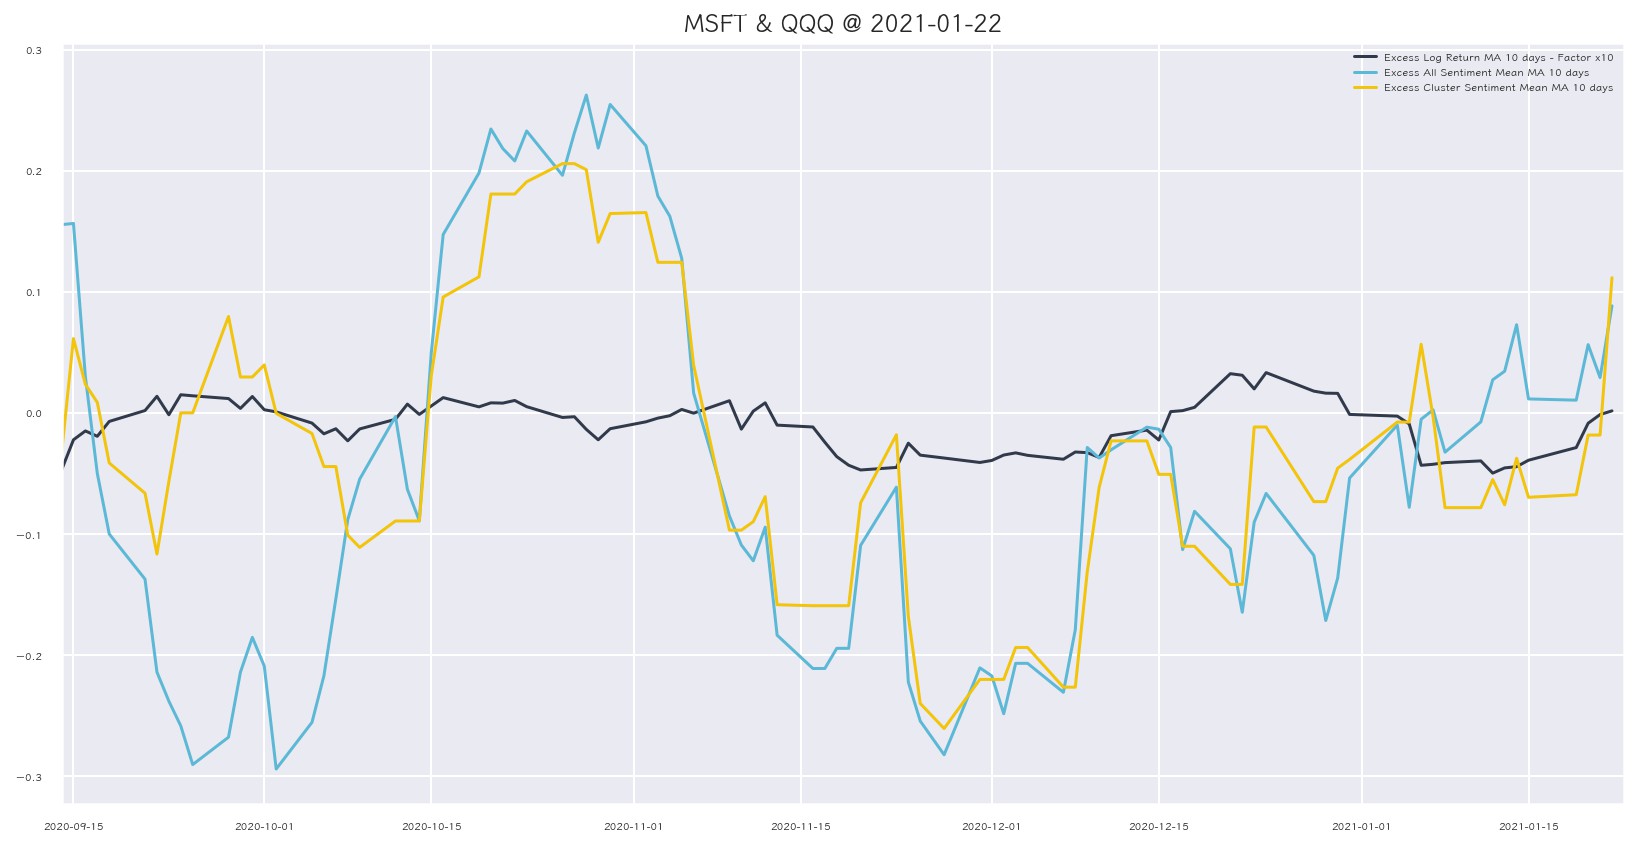 MSFT & QQQ @ 2021-01-22
Excess Log Return MA 10 days - Factor x10
Excess All Sentiment Mean MA 10 days
Excess Cluster Sentiment Mean MA 10 days
0.3
0.2
0.1
0.0
−0.1
−0.2
−0.3
2020-09-15 2020-10-01 2020-10-15 2020-11-01 2020-11-15 2020-12-01 2020-12-15 2021-01-01 2021-01-15